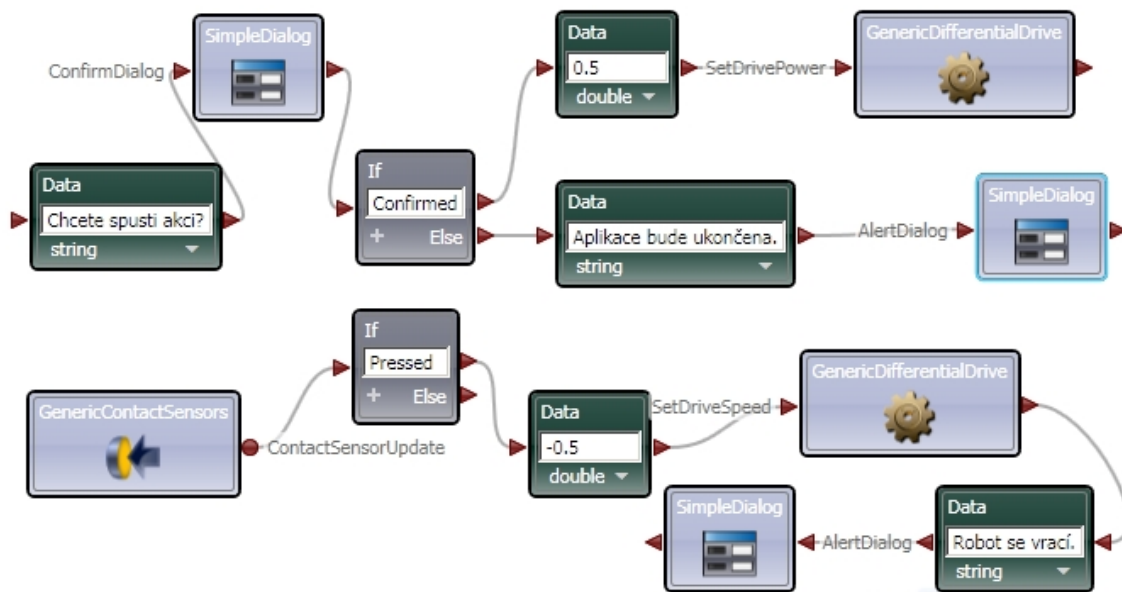 SimpleDialog
ConfirmDialog
Data
Chcete spusti akci?
string
If
Confirmed
Else
Data
0.5
double
SetDrivePower
GenericDifferentialDrive
Data
Aplikace bude ukončena.
string
AlertDialog
SimpleDialog
GenericContactSensors
ContactSensorUpdate
If
Pressed
Else
Data
-0.5
double
SetDriveSpeed
GenericDifferentialDrive
SimpleDialog
AlertDialog
Data
Robot se vrací.
string